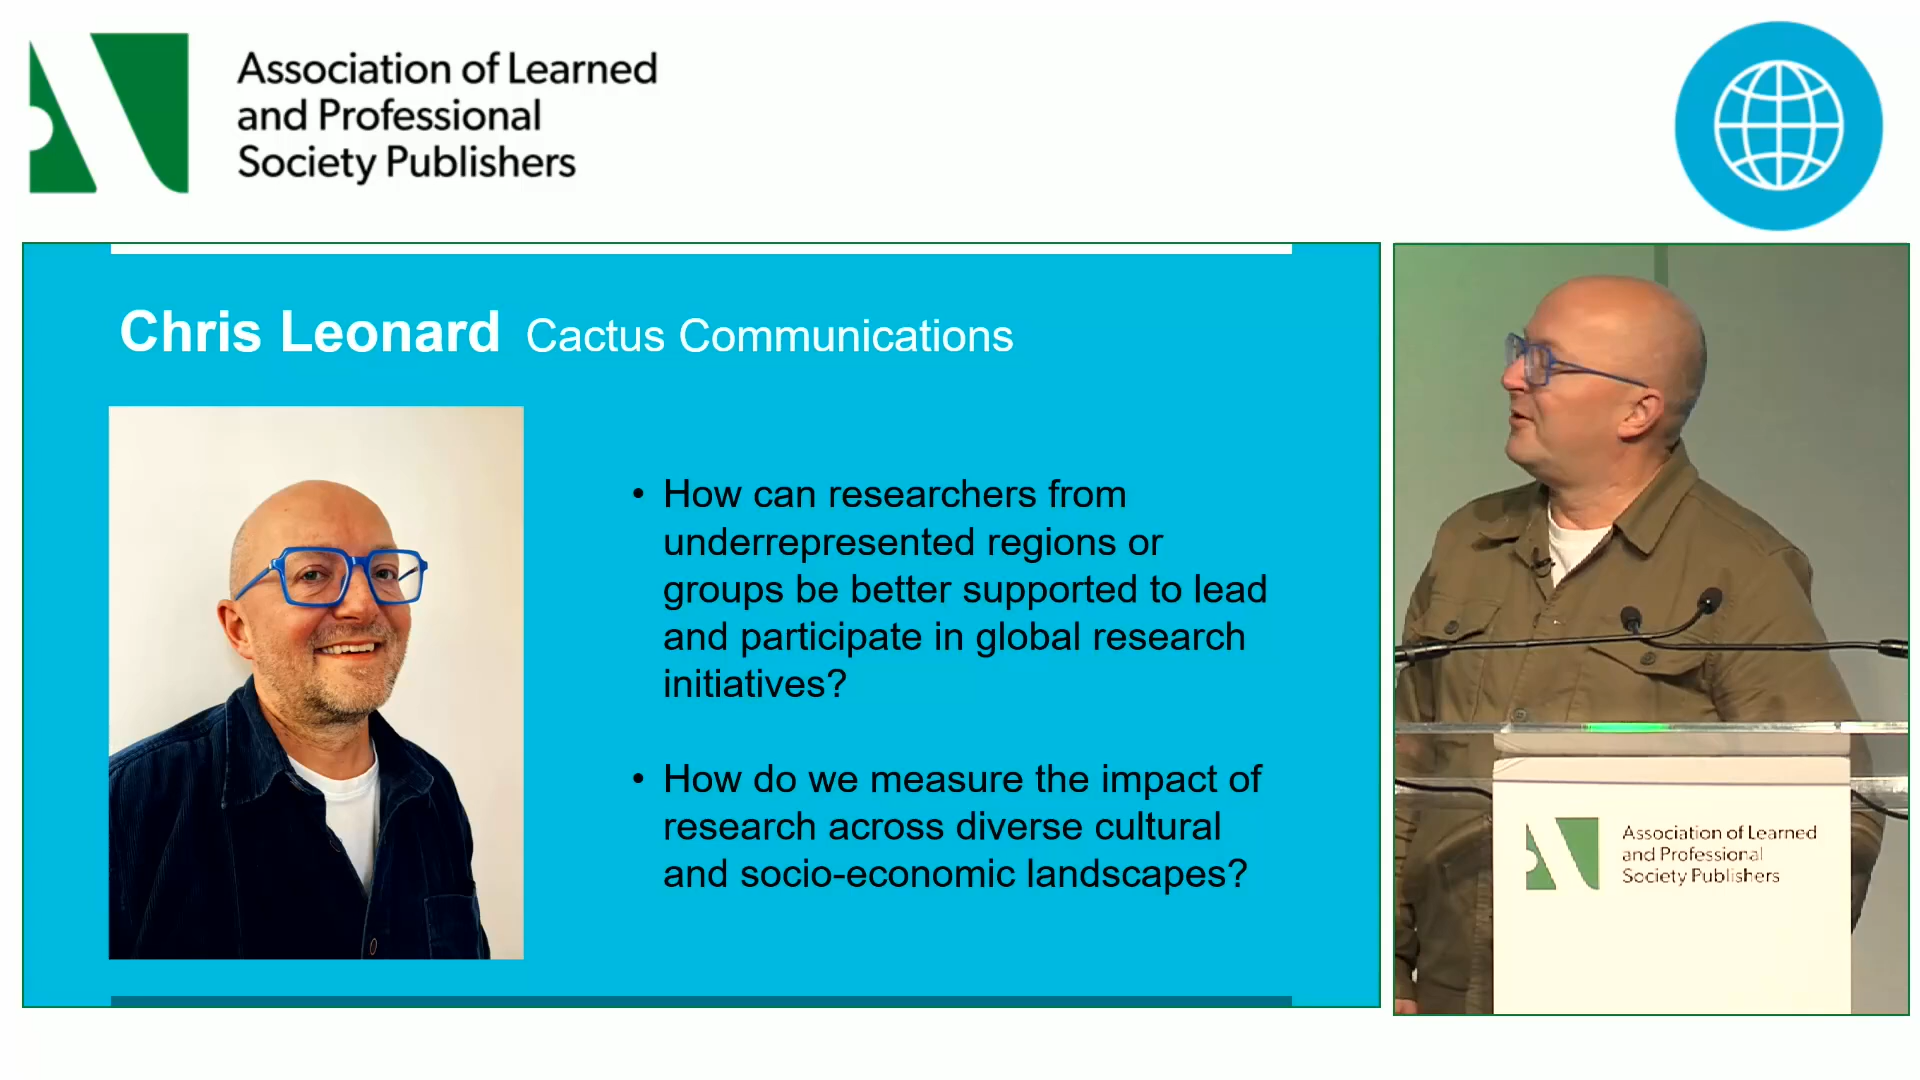 Association of Learned
and Professional
Society Publishers
Chris Leonard Cactus Communications
• How can researchers from
underrepresented regions or
groups be better supported to lead
and participate in global research
initiatives?
• How do we measure the impact of
research across diverse cultural
and socio-economic landscapes?
Association of Learned
and Professional
Society Publishers